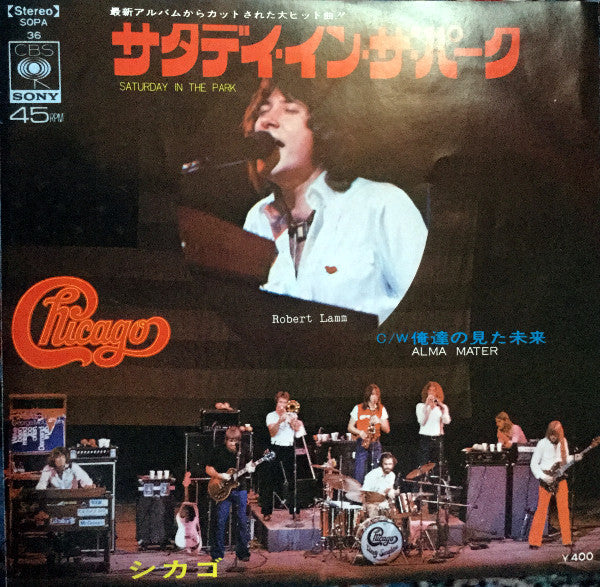 【Stereo】
SOPA
36
CBS
SONY
45RPM
最新アルバムからカットされた大ヒット曲!!
サタデイ・イン・ザ・パーク
SATURDAY IN THE PARK
Robert Lamm
Chicago
C/W 俺達の見た未来
ALMA MATER
Chicago
シカゴ
¥400